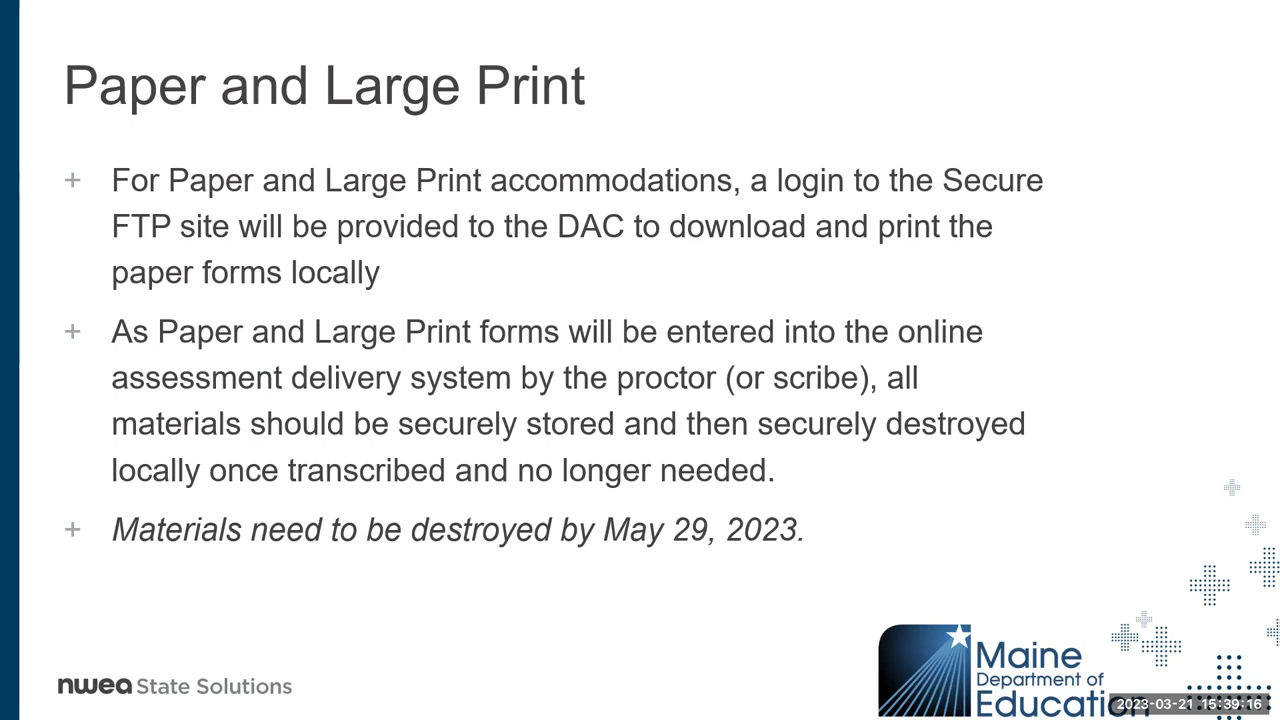 Paper and Large Print
+ For Paper and Large Print accommodations, a login to the Secure
FTP site will be provided to the DAC to download and print the
paper forms locally
+ As Paper and Large Print forms will be entered into the online
assessment delivery system by the proctor (or scribe), all
materials should be securely stored and then securely destroyed
locally once transcribed and no longer needed.
+ Materials need to be destroyed by May 29, 2023.
nwea State Solutions
Maine
Department of
Education
2023-03-21 15:39:16